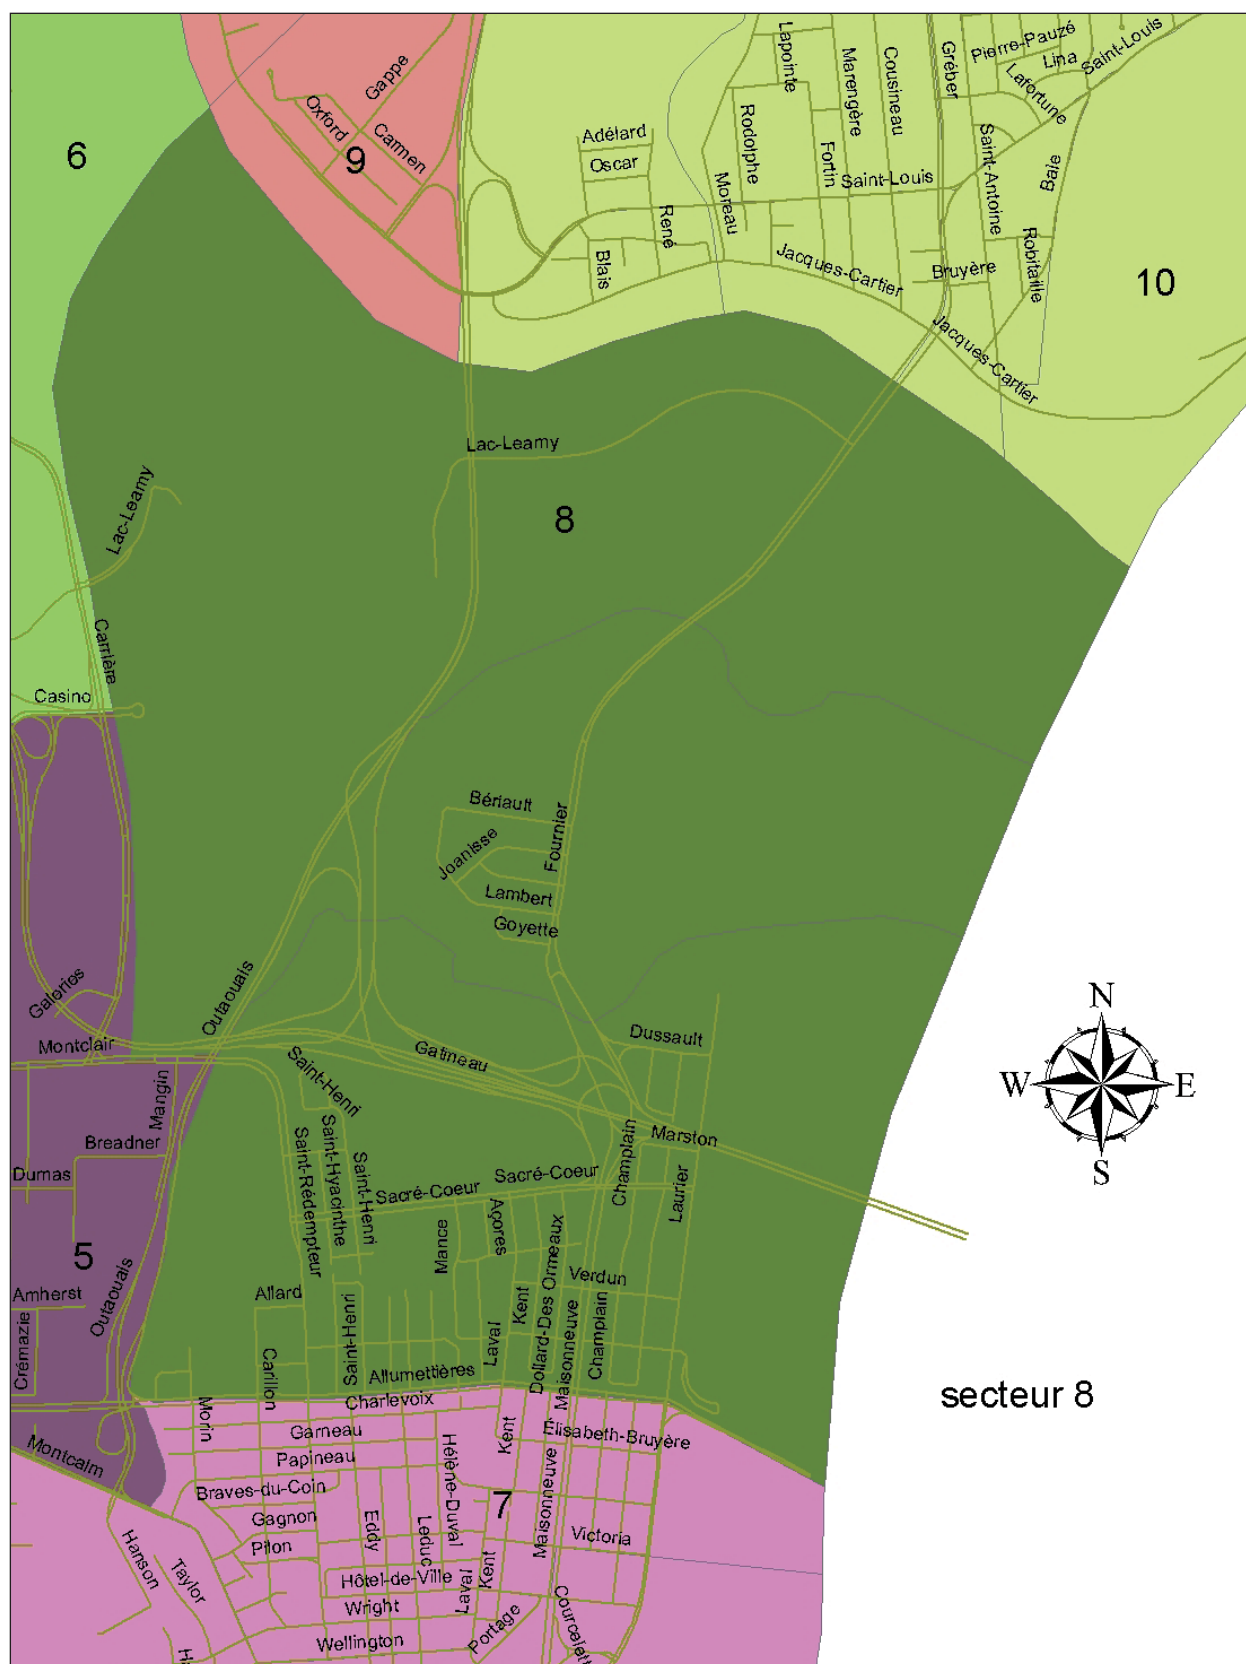 Lapointe
Marengère
Cousineau
Gréber
Pierre-Pauzé
Lina
Saint-Louis
Lafortune
Gappe
Oxford
Carmen
6
9
Adélard
Oscar
Rodolphe
Fortin
Saint-Louis
Saint-Antoine
Baie
Moreau
René
Blais
Jacques-Cartier
Bruyère
Robitaille
10
Jacques-Cartier
Lac-Leamy
Lac-Leamy
8
Carrière
Casino
Bériault
Joanisse
Fournier
Lambert
Goyette
Galeries
Outaouais
Montclair
Gatineau
Dussault
N
W
E
S
Saint-Henri
Mangin
Breadner
Dumas
Saint-Rédempteur
Saint-Hyacinthe
Saint-Henri
Sacré-Coeur
Sacré-Coeur
Champlain
Marston
Laurier
Mance
Açores
Dollard-Des Ormeaux
5
Amherst
Outaouais
Crémazie
Allard
Saint-Henri
Kent
Verdun
Maisonneuve
Champlain
Laval
Carillon
Allumettières
secteur 8
Charlevoix
Morin
Garneau
Papineau
Montcalm
Hélène-Duval
Kent
Élisabeth-Bruyère
Maisonneuve
Braves-du-Coin
Gagnon
Pilon
Eddy
Leduc
7
Victoria
Hanson
Taylor
Hôtel-de-Ville
Laval
Kent
Wright
Wellington
Portage